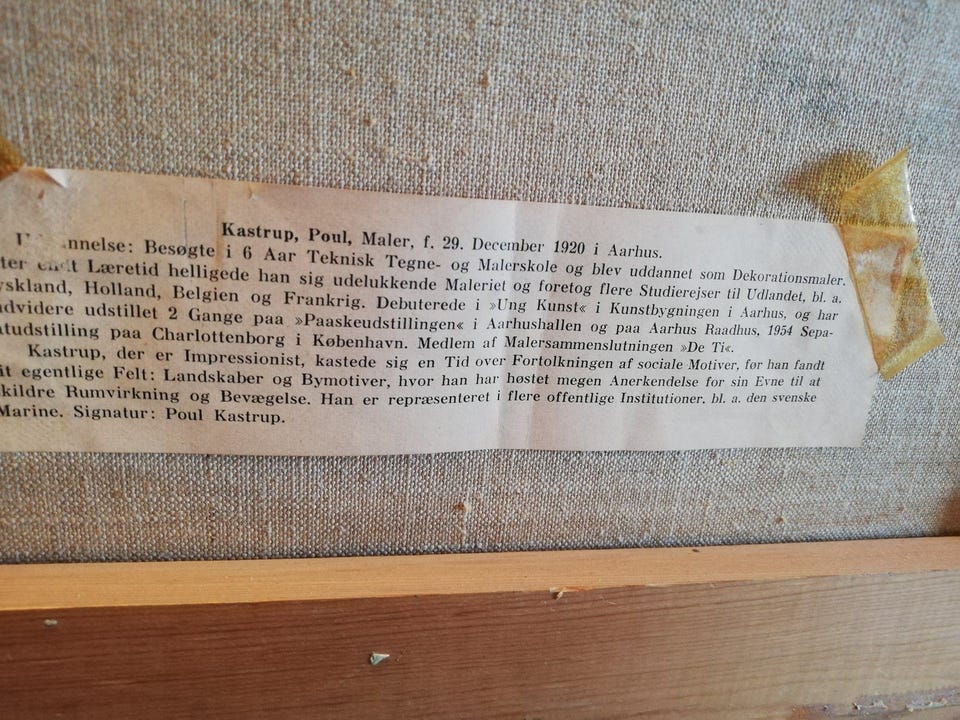 Kastrup, Poul, Maler, f. 29. December 1920 i Aarhus.
Besøgte i 6 Aar Teknisk Tegne- og Malerskole og blev uddannet som Dekorationsmaler.
Læretid helligede han sig udelukkende Maleriet og foretog flere Studierejser til Udlandet, bl. a.
yskland, Holland, Belgien og Frankrig. Debuterede i »Ung Kunst« i Kunstbygningen i Aarhus, og har
dvidere udstillet 2 Gange paa »Paaskeudstillingen« i Aarhushallen og paa Aarhus Raadhus, 1954 Sepa-
atudstilling paa Charlottenborg i København. Medlem af Malersammenslutningen »De Ti«.
Kastrup, der er Impressionist, kastede sig en Tid over Fortolkningen af sociale Motiver, før han fandt
it egentlige Felt: Landskaber og Bymotiver, hvor han har høstet megen Anerkendelse for sin Evne til at
kildre Rumvirkning og Bevægelse. Han er repræsenteret i flere offentlige Institutioner. bl. a. den svenske
Marine. Signatur: Poul Kastrup.